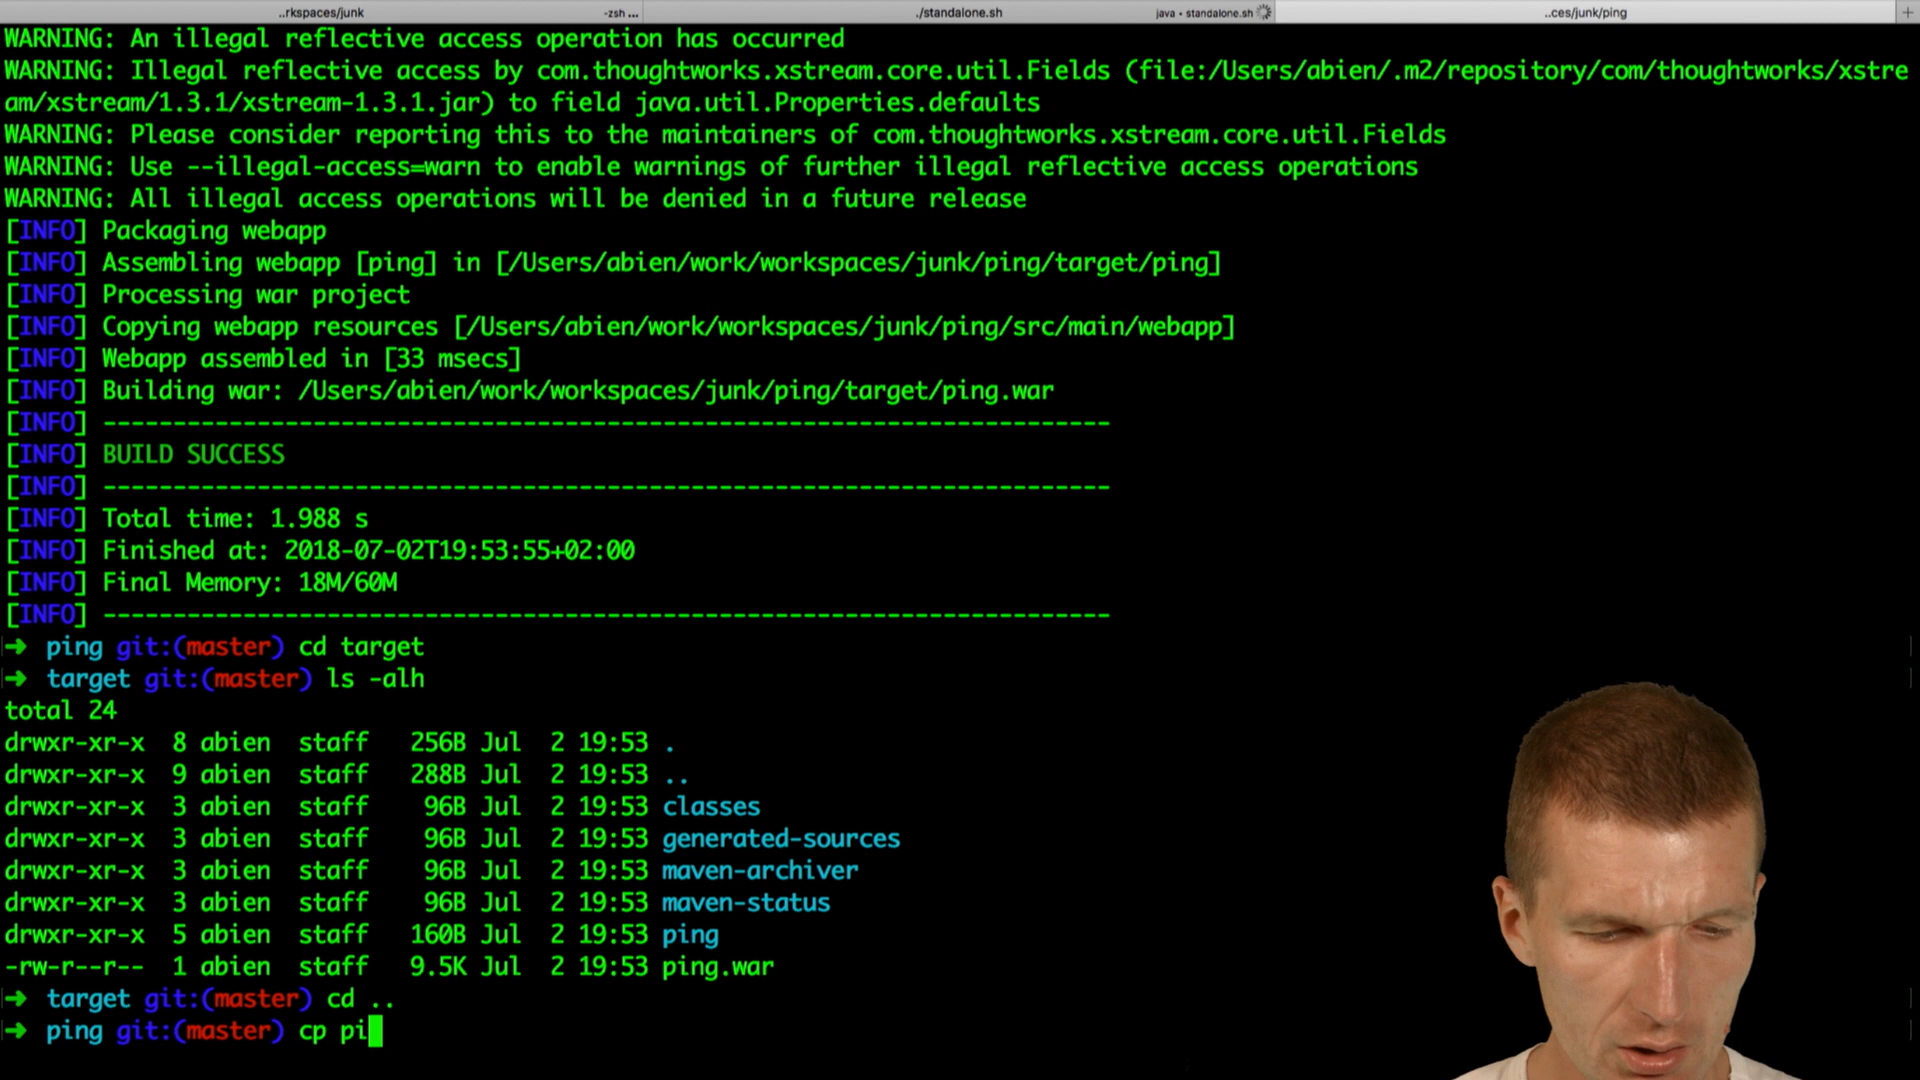 ..rkspaces/junk -zsh ... ./standalone.sh java • standalone.sh ..ces/junk/ping +
WARNING: An illegal reflective access operation has occurred
WARNING: Illegal reflective access by com.thoughtworks.xstream.core.util.Fields (file:/Users/abien/.m2/repository/com/thoughtworks/xstre
am/xstream/1.3.1/xstream-1.3.1.jar) to field java.util.Properties.defaults
WARNING: Please consider reporting this to the maintainers of com.thoughtworks.xstream.core.util.Fields
WARNING: Use --illegal-access=warn to enable warnings of further illegal reflective access operations
WARNING: All illegal access operations will be denied in a future release
[INFO] Packaging webapp
[INFO] Assembling webapp [ping] in [/Users/abien/work/workspaces/junk/ping/target/ping]
[INFO] Processing war project
[INFO] Copying webapp resources [/Users/abien/work/workspaces/junk/ping/src/main/webapp]
[INFO] Webapp assembled in [33 msecs]
[INFO] Building war: /Users/abien/work/workspaces/junk/ping/target/ping.war
[INFO] ------------------------------------------------------------------------
[INFO] BUILD SUCCESS
[INFO] ------------------------------------------------------------------------
[INFO] Total time: 1.988 s
[INFO] Finished at: 2018-07-02T19:53:55+02:00
[INFO] Final Memory: 18M/60M
[INFO] ------------------------------------------------------------------------
➜ ping git:(master) cd target
➜ target git:(master) ls -alh
total 24
drwxr-xr-x 8 abien staff 256B Jul 2 19:53 .
drwxr-xr-x 9 abien staff 288B Jul 2 19:53 ..
drwxr-xr-x 3 abien staff 96B Jul 2 19:53 classes
drwxr-xr-x 3 abien staff 96B Jul 2 19:53 generated-sources
drwxr-xr-x 3 abien staff 96B Jul 2 19:53 maven-archiver
drwxr-xr-x 3 abien staff 96B Jul 2 19:53 maven-status
drwxr-xr-x 5 abien staff 160B Jul 2 19:53 ping
-rw-r--r-- 1 abien staff 9.5K Jul 2 19:53 ping.war
➜ target git:(master) cd ..
➜ ping git:(master) cp pi